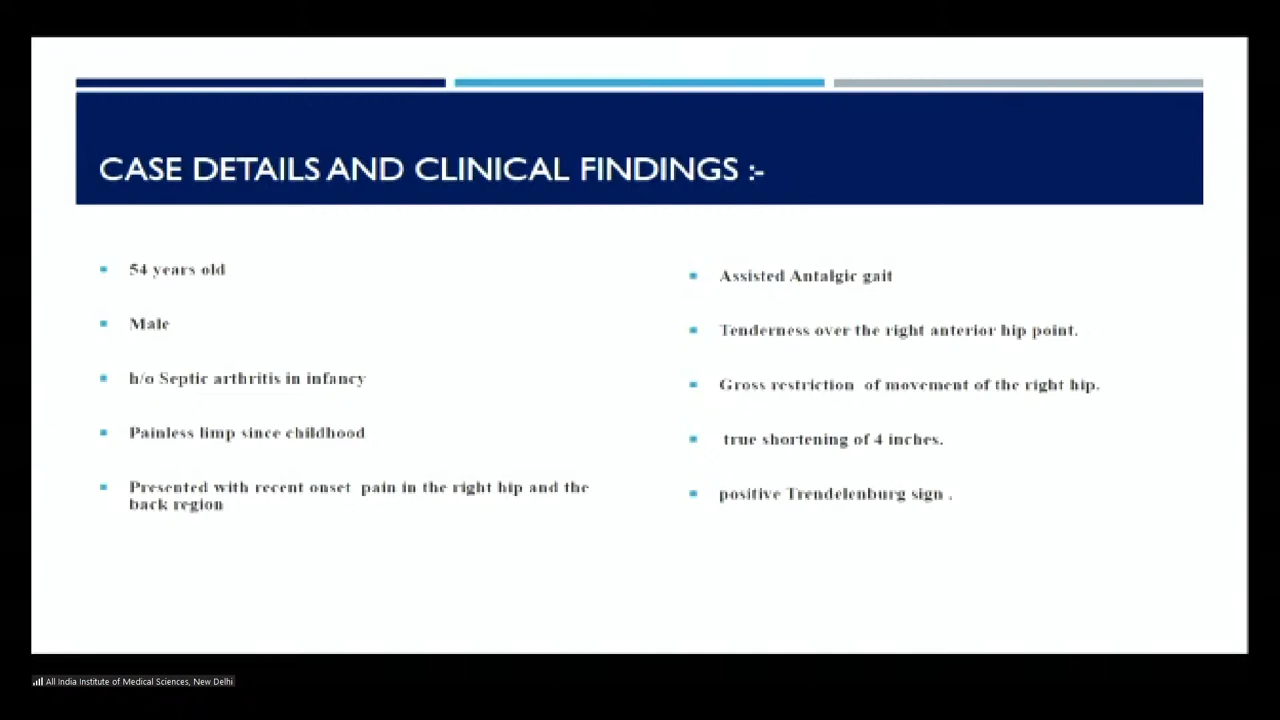 CASE DETAILS AND CLINICAL FINDINGS :-
54 years old
Male
h/o Septic arthritis in infancy
Painless limp since childhood
Presented with recent onset pain in the right hip and the
back region
Assisted Antalgic gait
Tenderness over the right anterior hip point.
Gross restriction of movement of the right hip.
true shortening of 4 inches.
positive Trendelenburg sign .
All India Institute of Medical Sciences, New Delhi